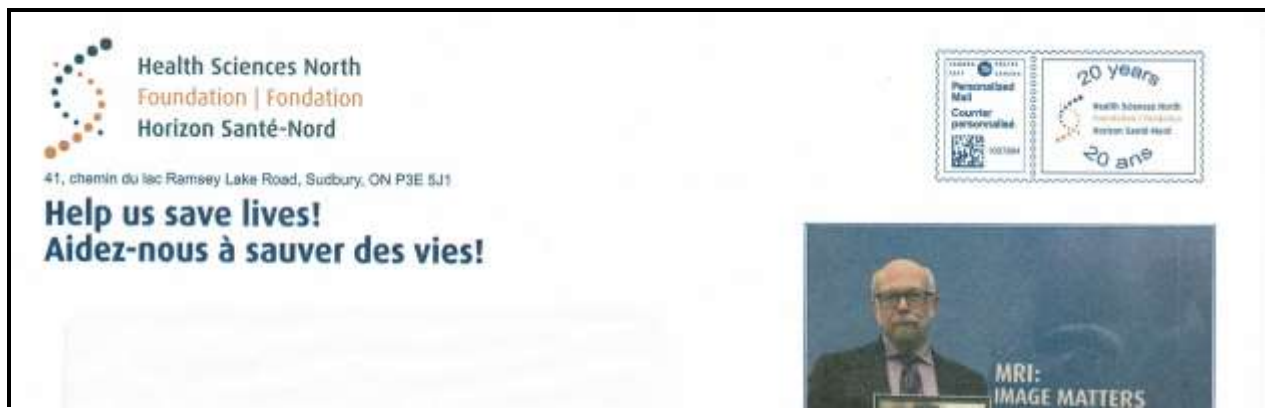 Health Sciences North
Foundation | Fondation
Horizon Santé-Nord
41, chemin du lac Ramsey Lake Road, Sudbury, ON P3E 5J1
Help us save lives!
Aidez-nous à sauver des vies!
Personalized
Mail
Courrier
personnalisé
20 years
Health Sciences North
Foundation | Fondation
Horizon Santé-Nord
20 ans
MRI:
IMAGE MATTERS